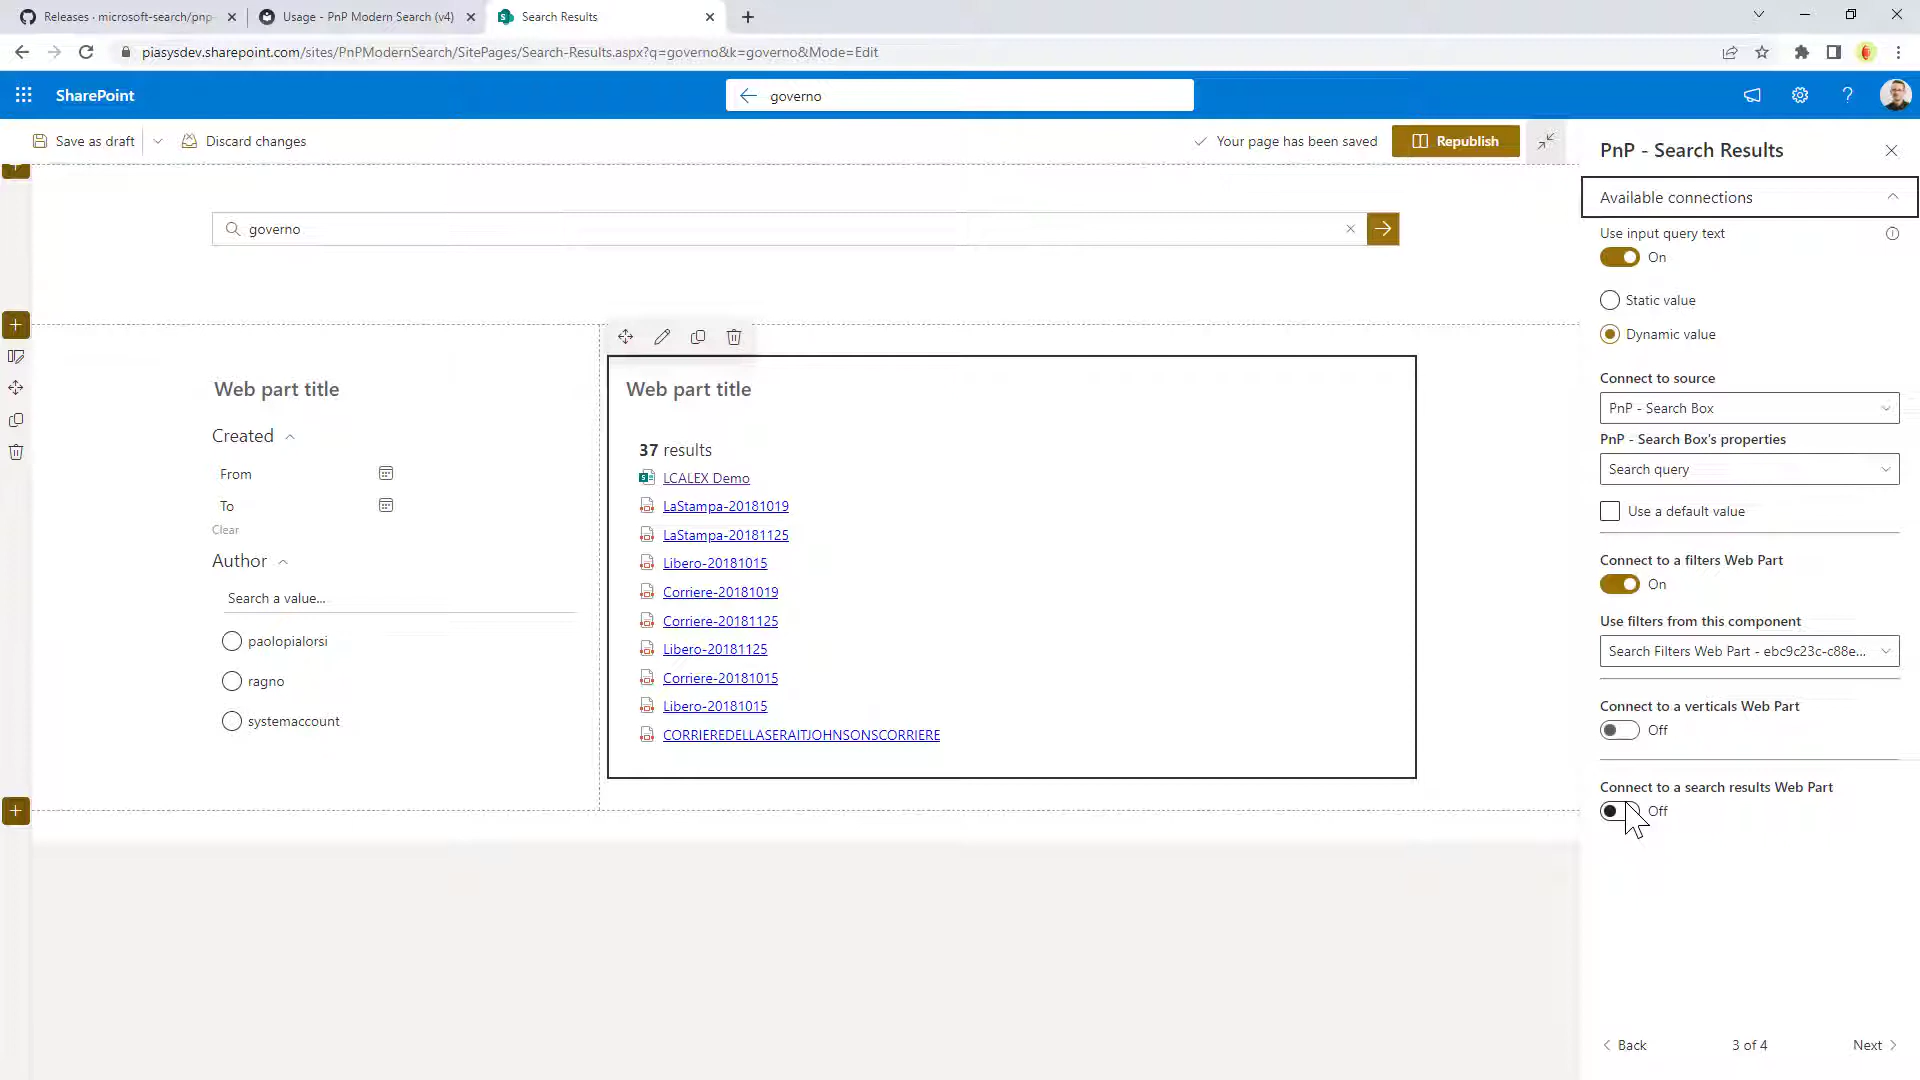 Releases · microsoft-search/pnp
Usage - PnP Modern Search (v4)
Search Results
piasysdev.sharepoint.com/sites/PnPModernSearch/SitePages/Search-Results.aspx?q=governo&k=governo&Mode=Edit
SharePoint
governo
Save as draft
Discard changes
Your page has been saved
Republish
governo
Web part title
Created
From
To
Clear
Author
Search a value...
paolopialorsi
ragno
systemaccount
Web part title
37 results
LCALEX Demo
LaStampa-20181019
LaStampa-20181125
Libero-20181015
Corriere-20181019
Corriere-20181125
Libero-20181125
Corriere-20181015
Libero-20181015
CORRIEREDELLASERAITJOHNSONSCORRIERE
PnP - Search Results
Available connections
Use input query text
On
Static value
Dynamic value
Connect to source
PnP - Search Box
PnP - Search Box's properties
Search query
Use a default value
Connect to a filters Web Part
On
Use filters from this component
Search Filters Web Part - ebc9c23c-c88e...
Connect to a verticals Web Part
Off
Connect to a search results Web Part
Off
Back
3 of 4
Next